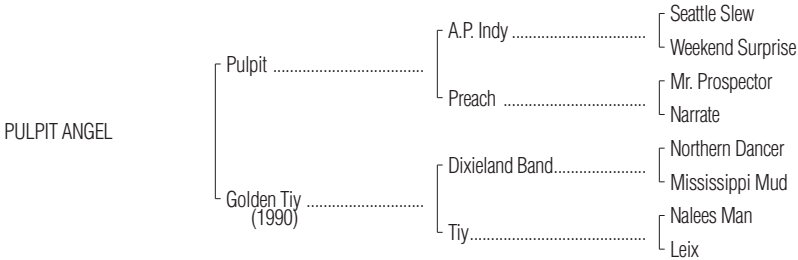 Seattle Slew
A.P. Indy ....................................
Weekend Surprise
Pulpit ....................................
Mr. Prospector
Preach ......................................
Narrate
PULPIT ANGEL
Northern Dancer
Dixieland Band.........................
Mississippi Mud
Golden Tiy .............................
(1990)
Nalees Man
Tiy.............................................
Leix